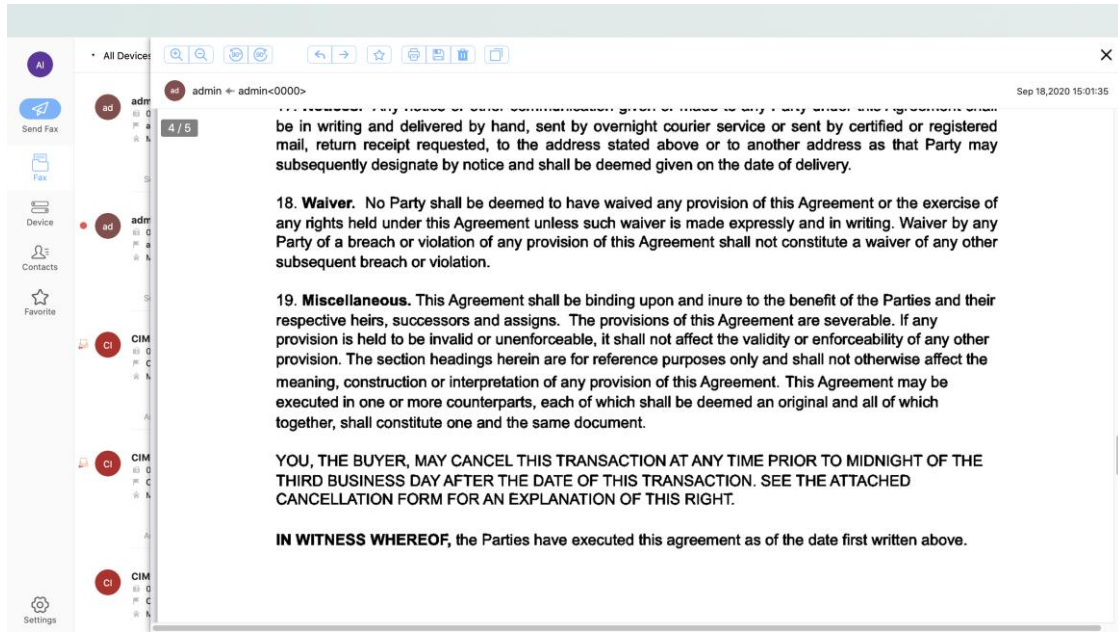 AI
All Devices
Send Fax
Fax
Device
Contacts
Favorite
Settings
ad
adm
ad
adm
CI
CIM
CI
CIM
CI
CIM
90°
90°
ad admin ← admin<0000>
Sep 18,2020 15:01:35
4 / 5
be in writing and delivered by hand, sent by overnight courier service or sent by certified or registered
mail, return receipt requested, to the address stated above or to another address as that Party may
subsequently designate by notice and shall be deemed given on the date of delivery.
18. Waiver. No Party shall be deemed to have waived any provision of this Agreement or the exercise of
any rights held under this Agreement unless such waiver is made expressly and in writing. Waiver by any
Party of a breach or violation of any provision of this Agreement shall not constitute a waiver of any other
subsequent breach or violation.
19. Miscellaneous. This Agreement shall be binding upon and inure to the benefit of the Parties and their
respective heirs, successors and assigns. The provisions of this Agreement are severable. If any
provision is held to be invalid or unenforceable, it shall not affect the validity or enforceability of any other
provision. The section headings herein are for reference purposes only and shall not otherwise affect the
meaning, construction or interpretation of any provision of this Agreement. This Agreement may be
executed in one or more counterparts, each of which shall be deemed an original and all of which
together, shall constitute one and the same document.
YOU, THE BUYER, MAY CANCEL THIS TRANSACTION AT ANY TIME PRIOR TO MIDNIGHT OF THE
THIRD BUSINESS DAY AFTER THE DATE OF THIS TRANSACTION. SEE THE ATTACHED
CANCELLATION FORM FOR AN EXPLANATION OF THIS RIGHT.
IN WITNESS WHEREOF, the Parties have executed this agreement as of the date first written above.